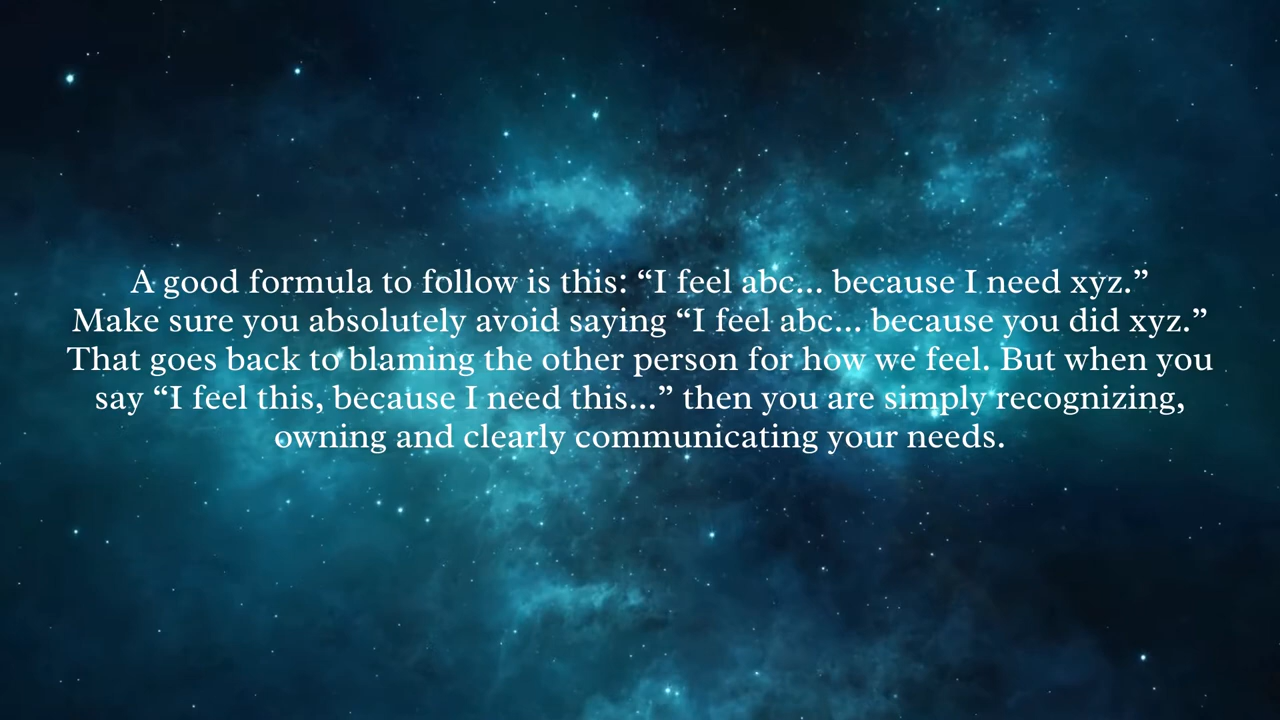 A good formula to follow is this: “I feel abc... because I need xyz.”
Make sure you absolutely avoid saying “I feel abc... because you did xyz.”
That goes back to blaming the other person for how we feel. But when you
say “I feel this, because I need this...” then you are simply recognizing,
owning and clearly communicating your needs.